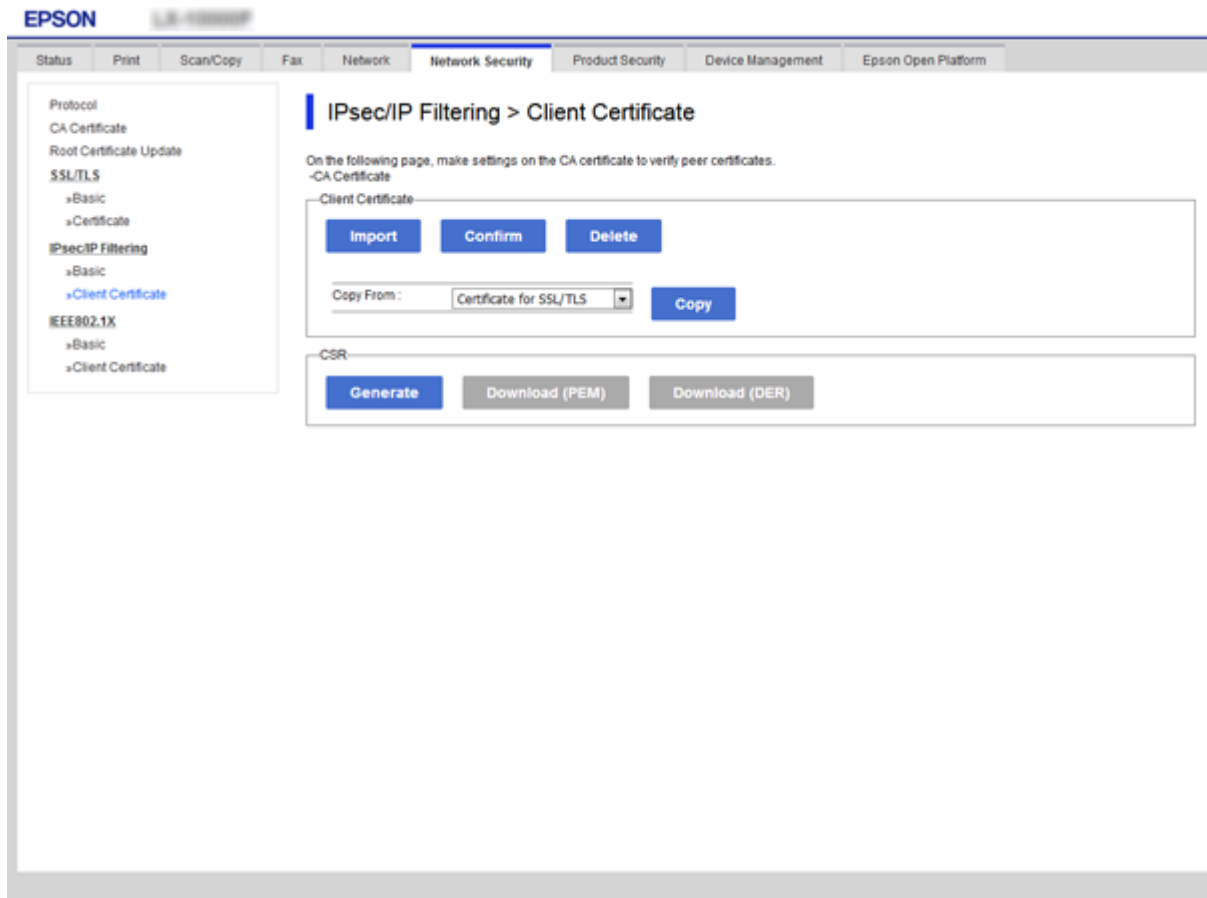 EPSON
Status Print Scan/Copy Fax Network Network Security Product Security Device Management Epson Open Platform
Protocol
CA Certificate
Root Certificate Update
SSL/TLS
»Basic
»Certificate
IPsec/IP Filtering
»Basic
»Client Certificate
IEEE802.1X
»Basic
»Client Certificate
IPsec/IP Filtering > Client Certificate
On the following page, make settings on the CA certificate to verify peer certificates.
-CA Certificate
Client Certificate
Import Confirm Delete
Copy From : Certificate for SSL/TLS Copy
CSR
Generate Download (PEM) Download (DER)